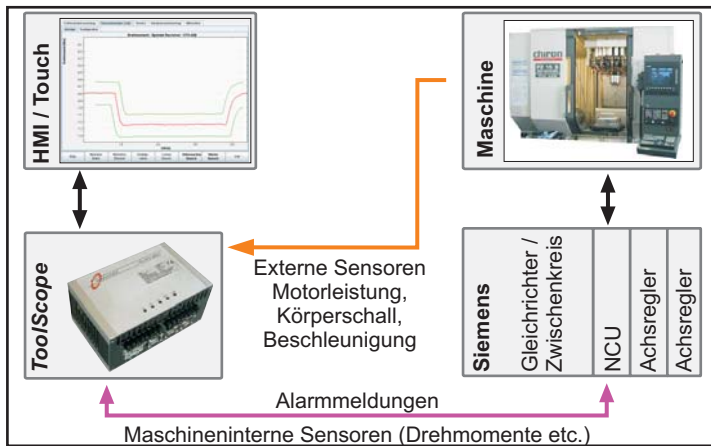 HMI / Touch
Maschine
chiron
ToolScope
Externe Sensoren
Motorleistung,
Körperschall,
Beschleunigung
Siemens
Gleichrichter /
Zwischenkreis
NCU
Achsregler
Achsregler
Alarmmeldungen
Maschineninterne Sensoren (Drehmomente etc.)